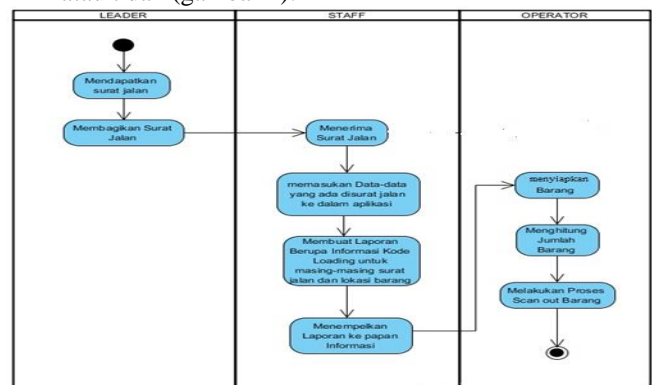 LEADER
STAFF
OPERATOR
Mendapatkan
surat jalan
Membagikan Surat
Jalan
Menerima
Surat Jalan
memasukan Data-data
yang ada disurat jalan
ke dalam aplikasi
Membuat Laporan
Berupa Informasi Kode
Loading untuk
masing-masing surat
jalan dan lokasi barang
Menempelkan
Laporan ke papan
Informasi
menyiapkan
Barang
Menghitung
Jumlah
Barang
Melakukan Proses
Scan out Barang